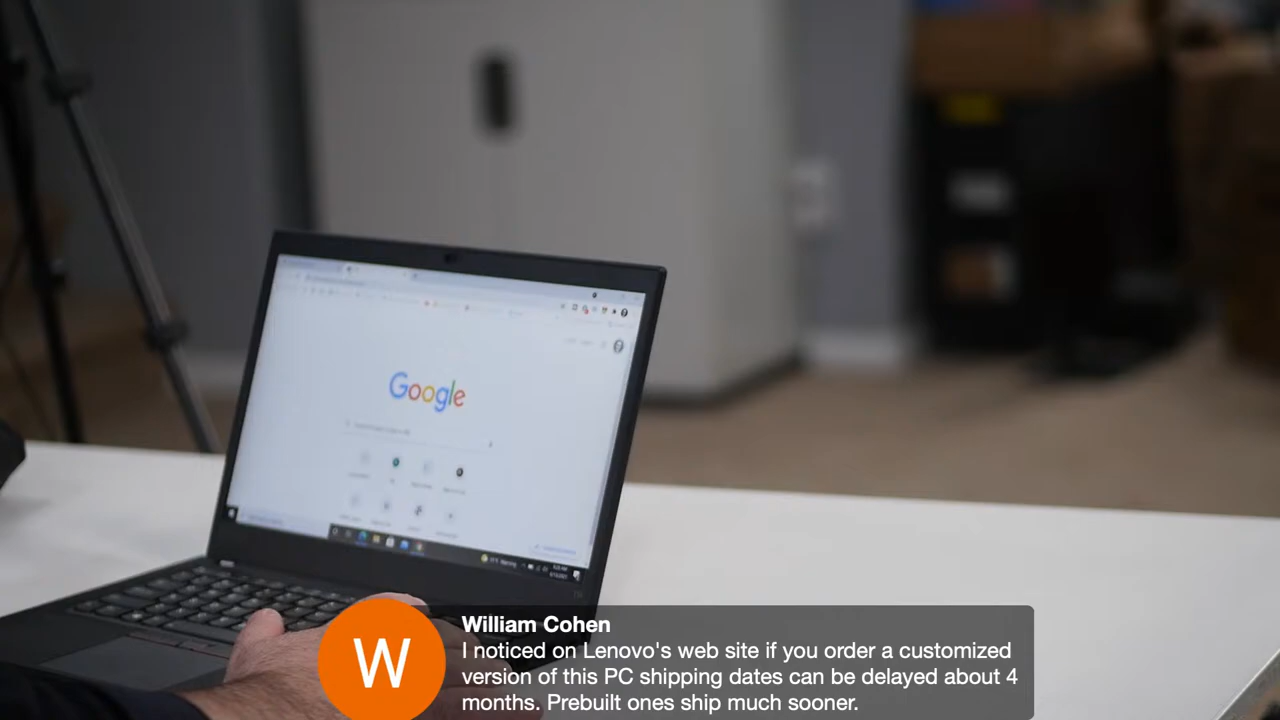 Google
W
William Cohen
I noticed on Lenovo's web site if you order a customized
version of this PC shipping dates can be delayed about 4
months. Prebuilt ones ship much sooner.